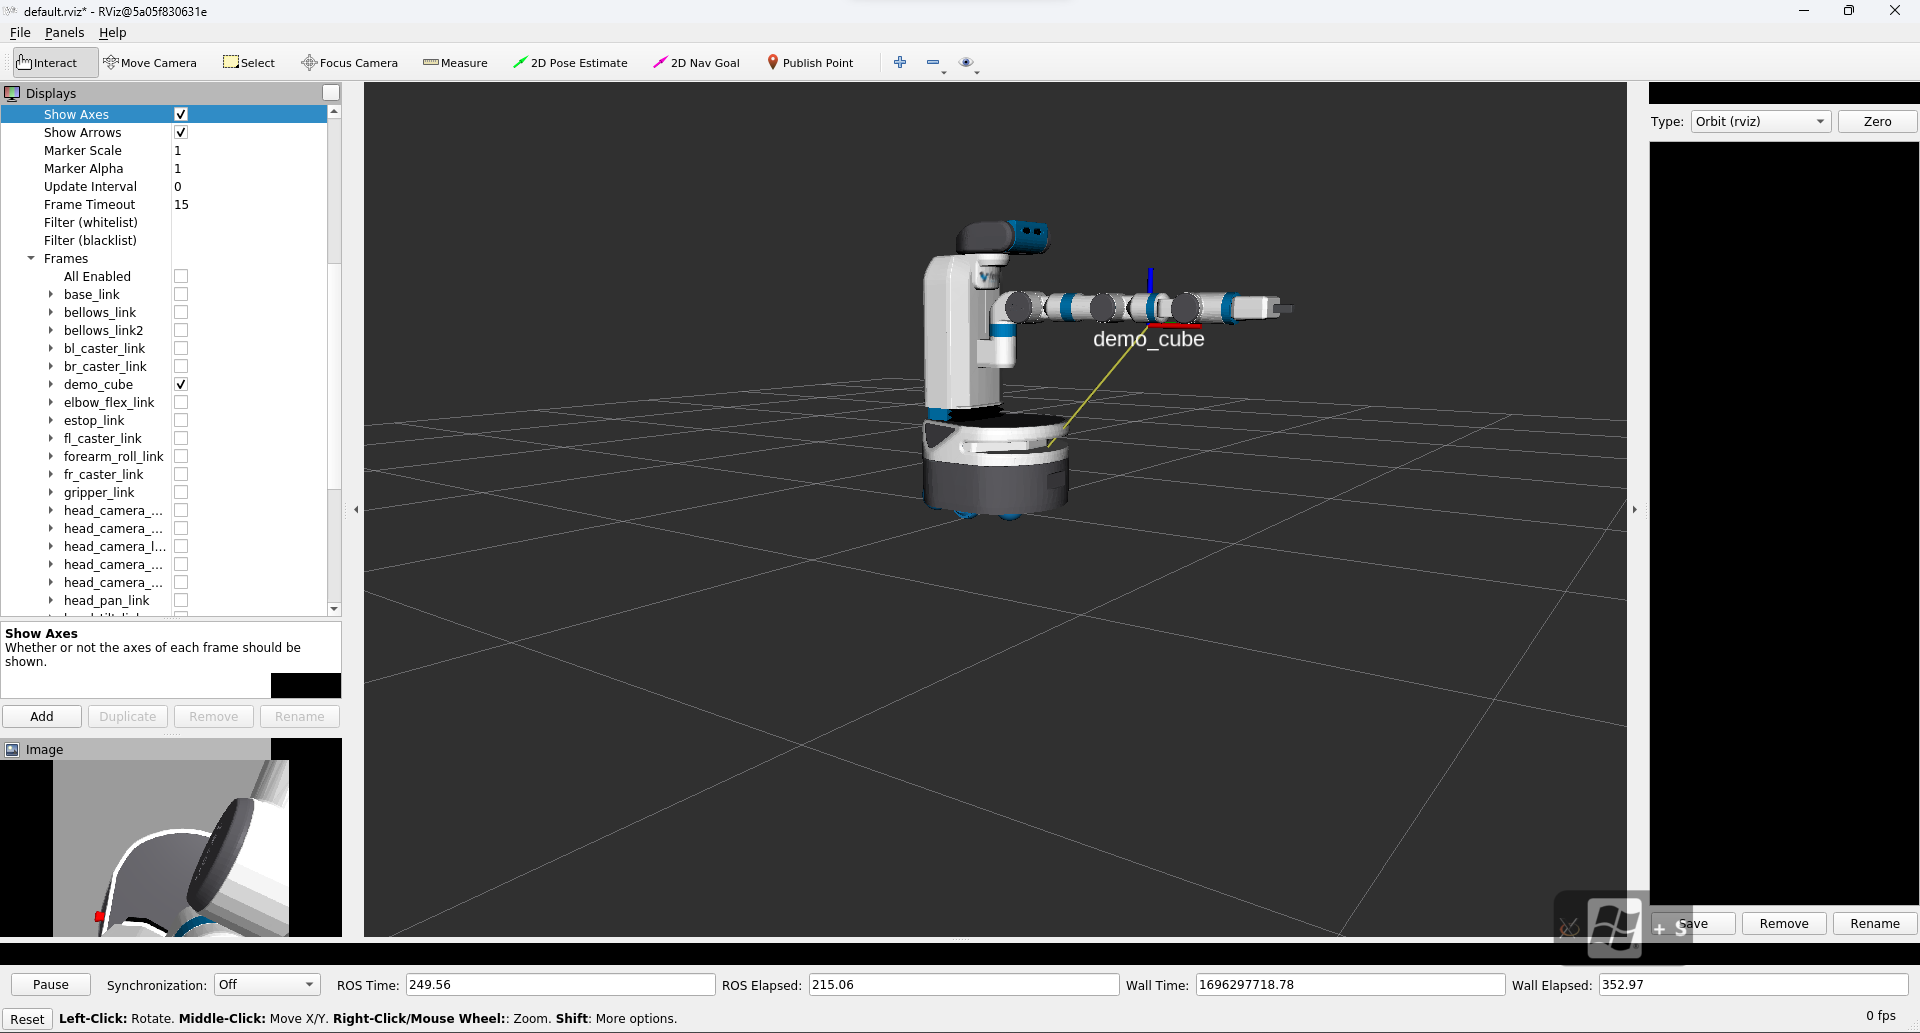 default.rviz* - RViz@5a05f830631e
File Panels Help
Interact Move Camera Select Focus Camera Measure 2D Pose Estimate 2D Nav Goal Publish Point
Displays
Show Axes
Show Arrows
Marker Scale 1
Marker Alpha 1
Update Interval 0
Frame Timeout 15
Filter (whitelist)
Filter (blacklist)
Frames
All Enabled
base_link
bellows_link
bellows_link2
bl_caster_link
br_caster_link
demo_cube
elbow_flex_link
estop_link
fl_caster_link
forearm_roll_link
fr_caster_link
gripper_link
head_camera_...
head_camera_...
head_camera_l...
head_camera_...
head_camera_...
head_pan_link
Show Axes
Whether or not the axes of each frame should be
shown.
Add Duplicate Remove Rename
Image
demo_cube
Type: Orbit (rviz) Zero
Save Remove Rename
+ S
Pause Synchronization: Off ROS Time: 249.56 ROS Elapsed: 215.06 Wall Time: 1696297718.78 Wall Elapsed: 352.97
Reset Left-Click: Rotate. Middle-Click: Move X/Y. Right-Click/Mouse Wheel:: Zoom. Shift: More options. 0 fps